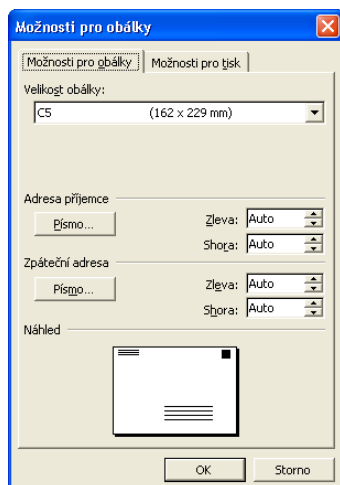 Možnosti pro obálky
Možnosti pro obálky Možnosti pro tisk
Velikost obálky:
C5 (162 x 229 mm)
Adresa příjemce
Písmo... Zleva: Auto
Shora: Auto
Zpáteční adresa
Písmo... Zleva: Auto
Shora: Auto
Náhled
OK Storno